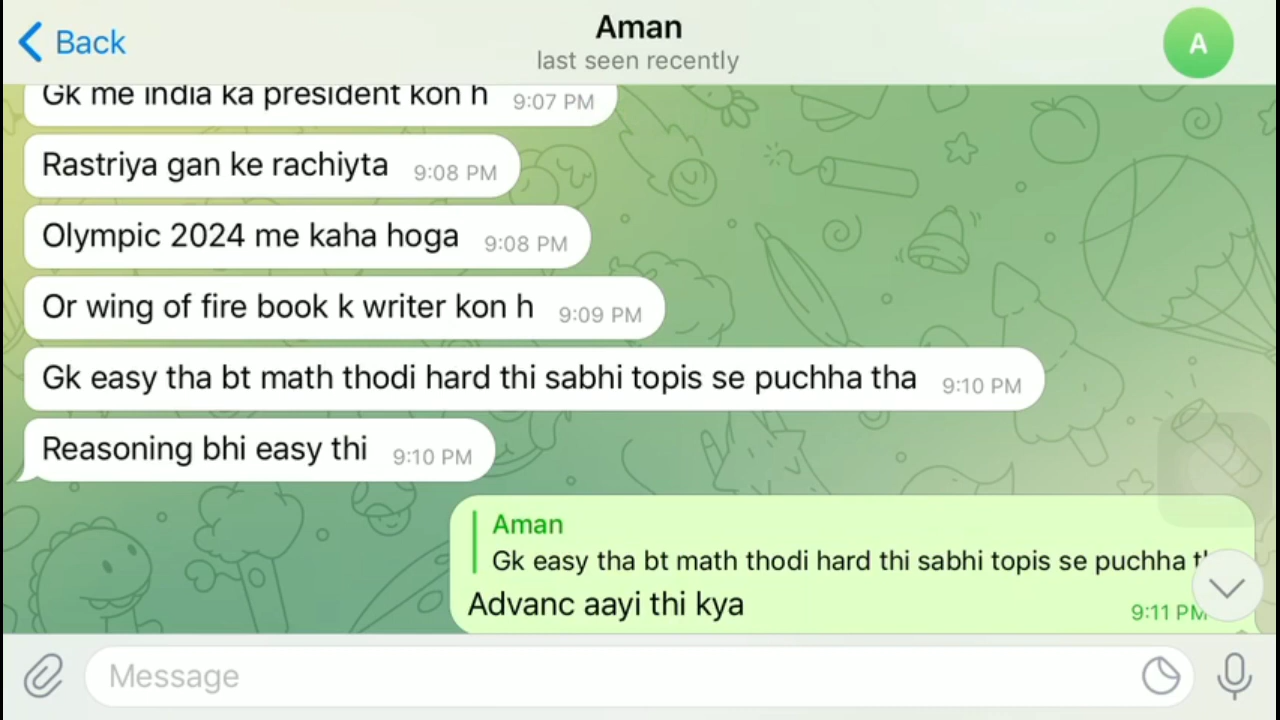 Back
Aman
last seen recently
A
Gk me india ka president kon h 9:07 PM
Rastriya gan ke rachiyta 9:08 PM
Olympic 2024 me kaha hoga 9:08 PM
Or wing of fire book k writer kon h 9:09 PM
Gk easy tha bt math thodi hard thi sabhi topis se puchha tha 9:10 PM
Reasoning bhi easy thi 9:10 PM
Aman
Gk easy tha bt math thodi hard thi sabhi topis se puchha
Advanc aayi thi kya 9:11 PM
Message